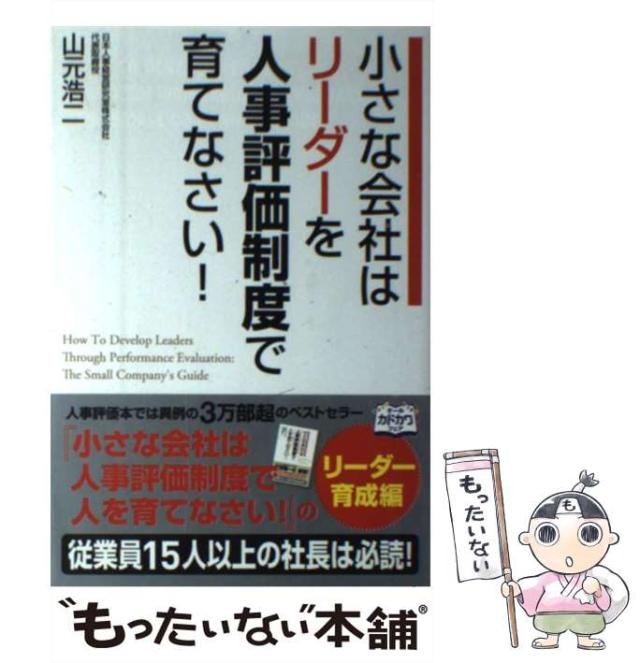 小さな会社は
リーダーを
人事評価制度で
育てなさい！
日本人事経営研究室株式会社
代表取締役
山元浩二
How To Develop Leaders
Through Performance Evaluation:
The Small Company's Guide
人事評価本では異例の3万部超のベストセラー
『小さな会社は
人事評価制度で
人を育てなさい！』の
リーダー
育成編
カドカワ
従業員15人以上の社長は必読！
“もったいない”本舗®
もったいない
も